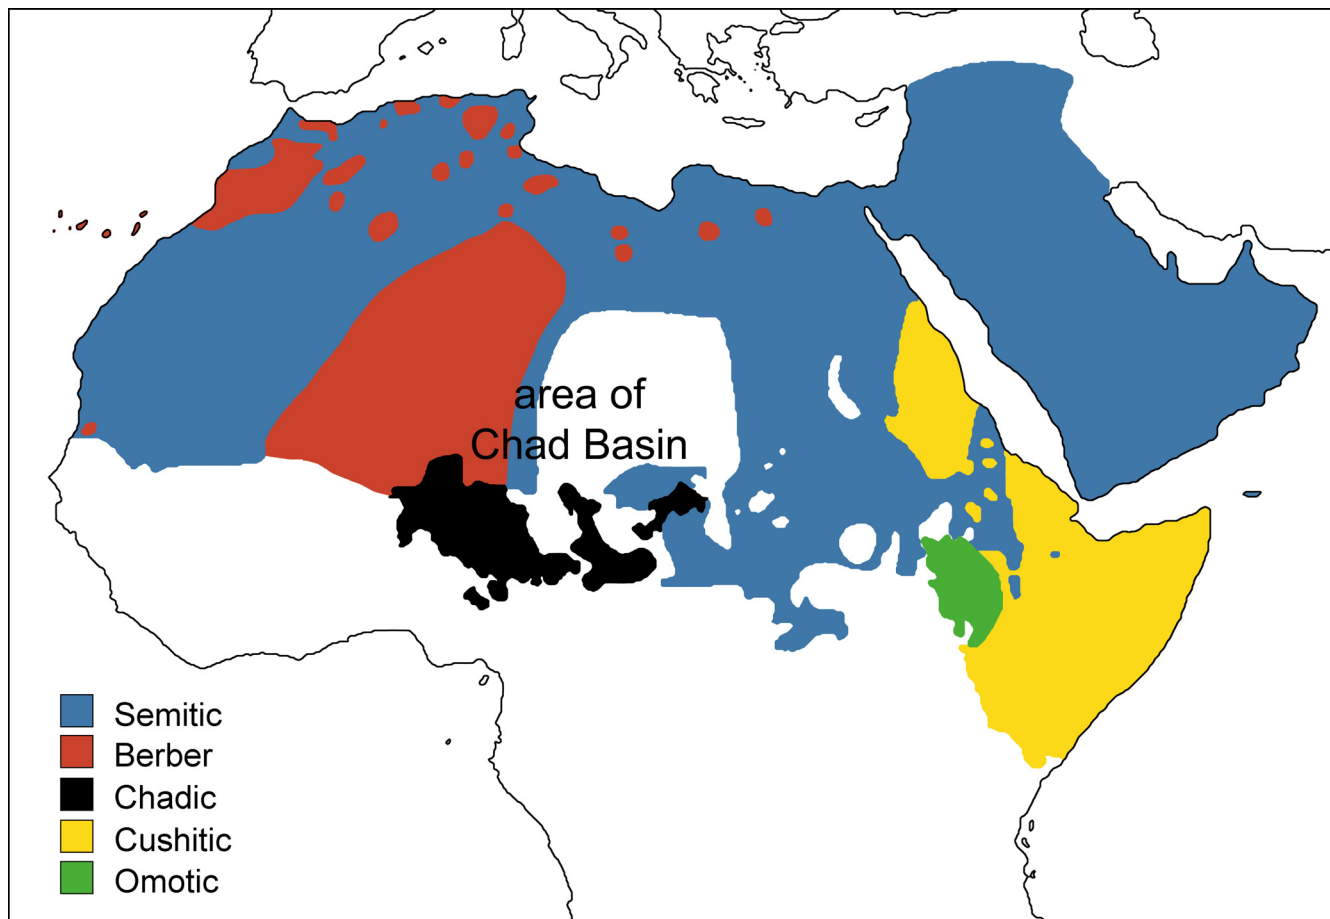 area of
Chad Basin
Semitic
Berber
Chadic
Cushitic
Omotic